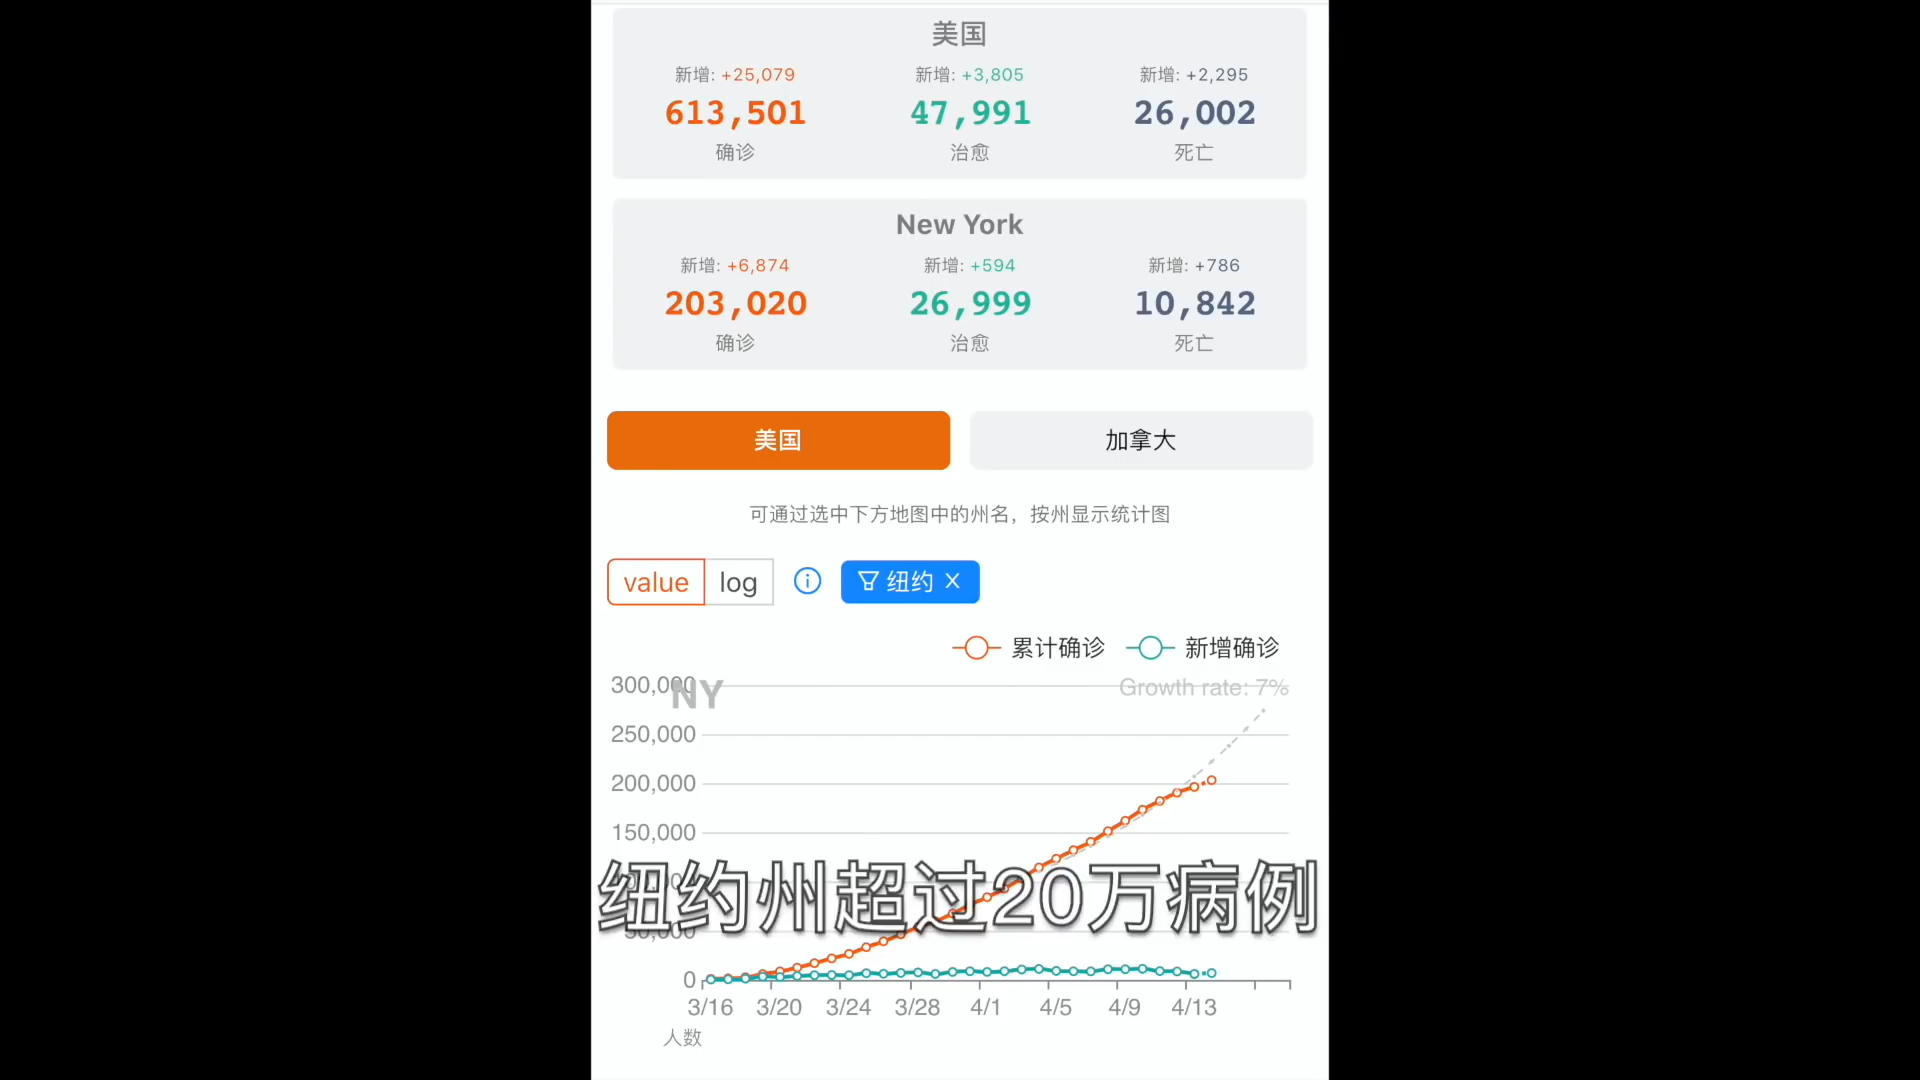 美国
新增: +25,079 新增: +3,805 新增: +2,295
613,501 47,991 26,002
确诊 治愈 死亡
New York
新增: +6,874 新增: +594 新增: +786
203,020 26,999 10,842
确诊 治愈 死亡
美国 加拿大
可通过选中下方地图中的州名，按州显示统计图
value log 纽约 X
累计确诊 新增确诊
300,000 NY Growth rate: 7%
250,000
200,000
150,000
纽约州超过20万病例
50,000
0
3/16 3/20 3/24 3/28 4/1 4/5 4/9 4/13
人数